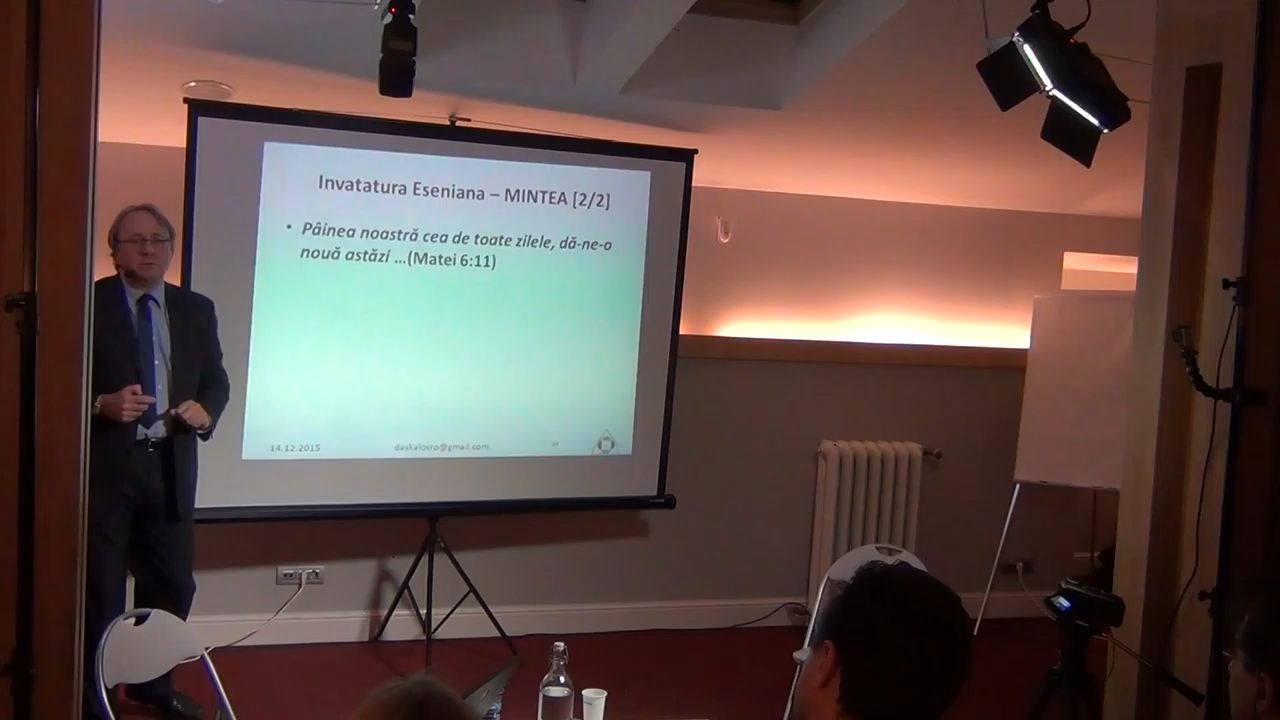 Invatatura Eseniana – MINTEA [2/2]
• Pâinea noastră cea de toate zilele, dă-ne-o
nouă astăzi ...(Matei 6:11)
14.12.2015 daskalosro@gmail.com